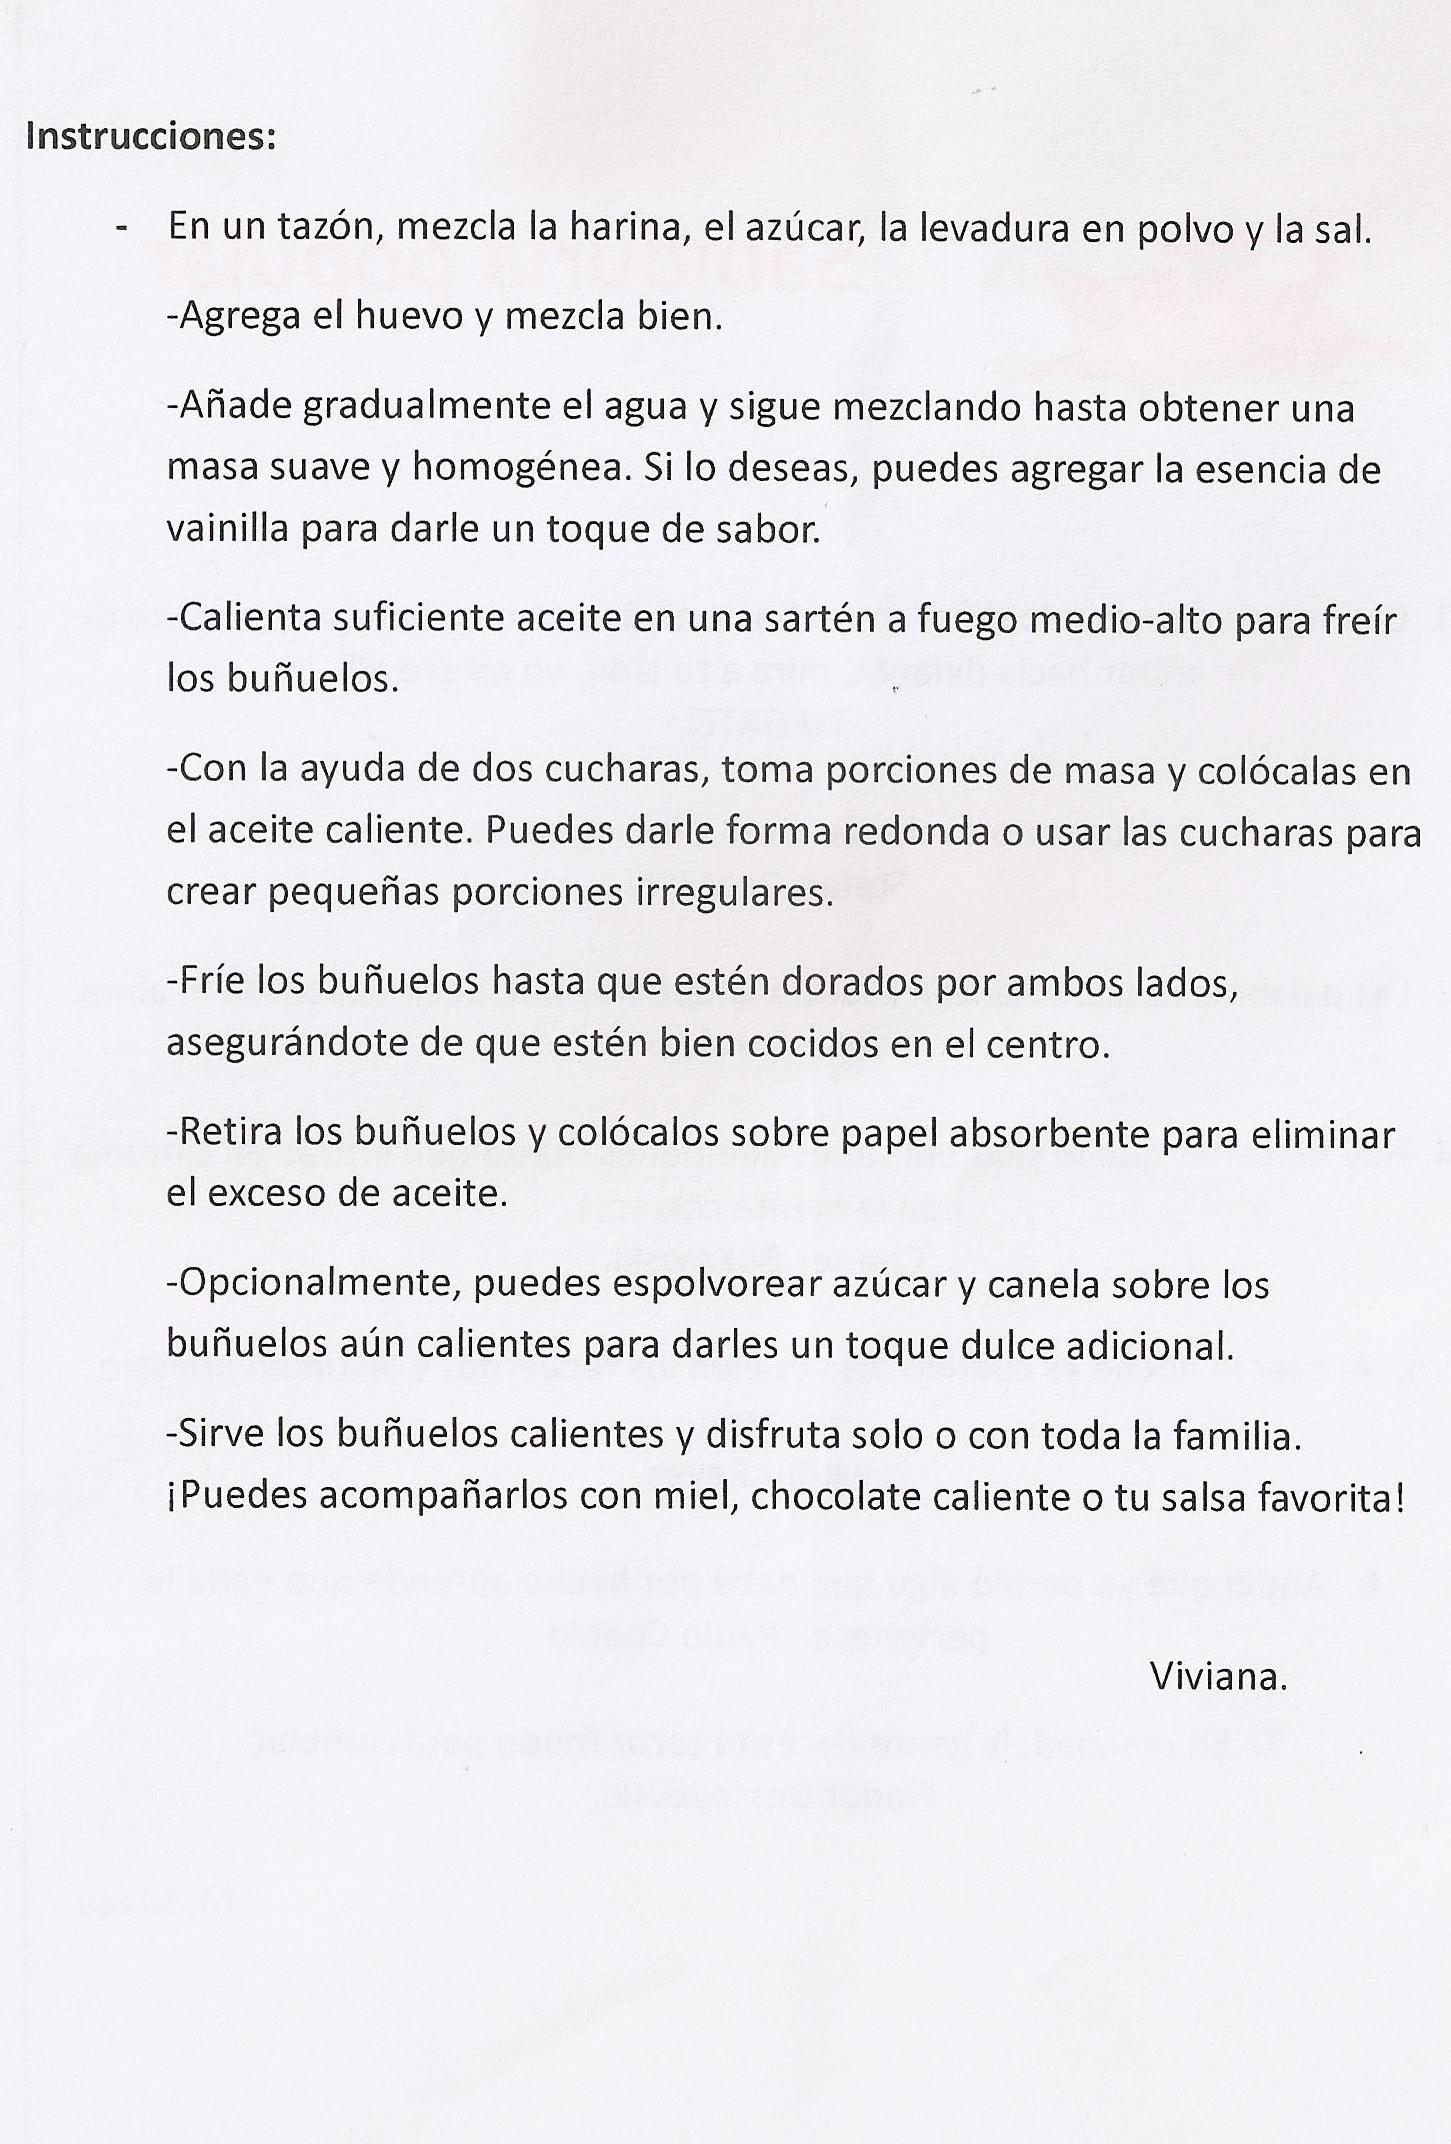 Instrucciones:
- En un tazón, mezcla la harina, el azúcar, la levadura en polvo y la sal.
-Agrega el huevo y mezcla bien.
-Añade gradualmente el agua y sigue mezclando hasta obtener una
masa suave y homogénea. Si lo deseas, puedes agregar la esencia de
vainilla para darle un toque de sabor.
-Calienta suficiente aceite en una sartén a fuego medio-alto para freír
los buñuelos.
-Con la ayuda de dos cucharas, toma porciones de masa y colócalas en
el aceite caliente. Puedes darle forma redonda o usar las cucharas para
crear pequeñas porciones irregulares.
-Fríe los buñuelos hasta que estén dorados por ambos lados,
asegurándote de que estén bien cocidos en el centro.
-Retira los buñuelos y colócalos sobre papel absorbente para eliminar
el exceso de aceite.
-Opcionalmente, puedes espolvorear azúcar y canela sobre los
buñuelos aún calientes para darles un toque dulce adicional.
-Sirve los buñuelos calientes y disfruta solo o con toda la familia.
¡Puedes acompañarlos con miel, chocolate caliente o tu salsa favorita!
Viviana.